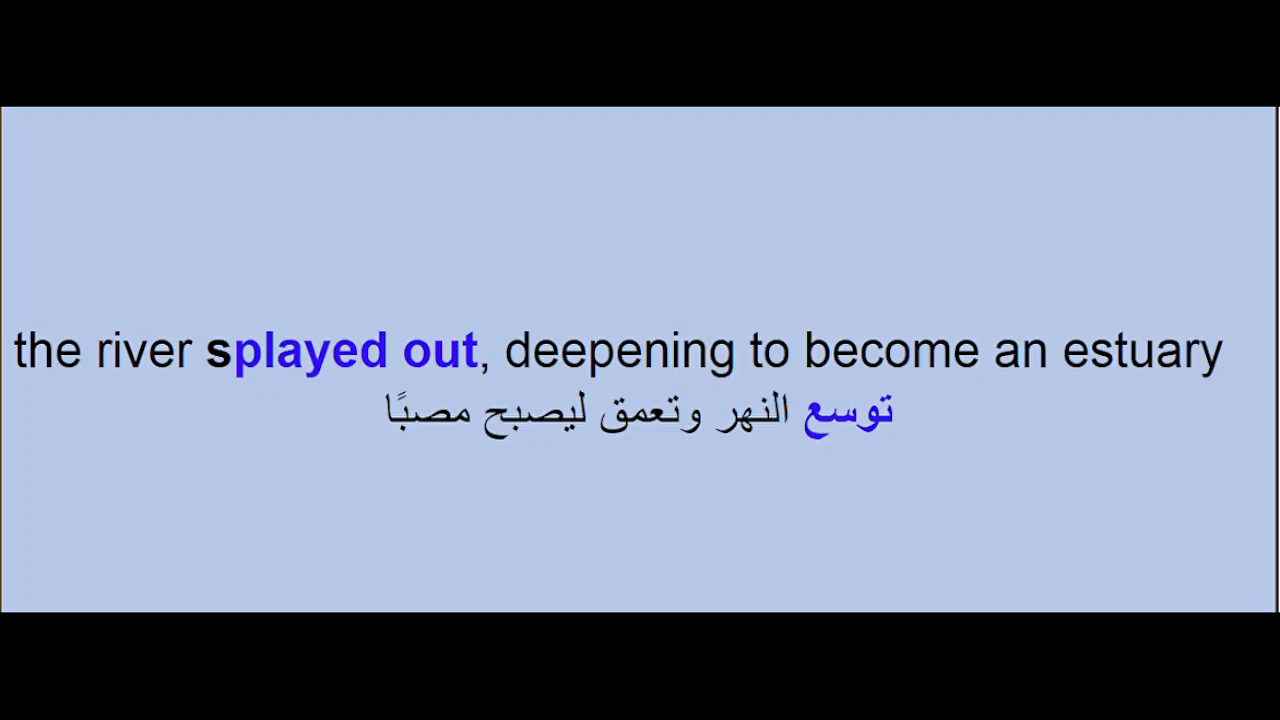 the river splayed out, deepening to become an estuary
توسع النهر وتعمق ليصبح مصبًا